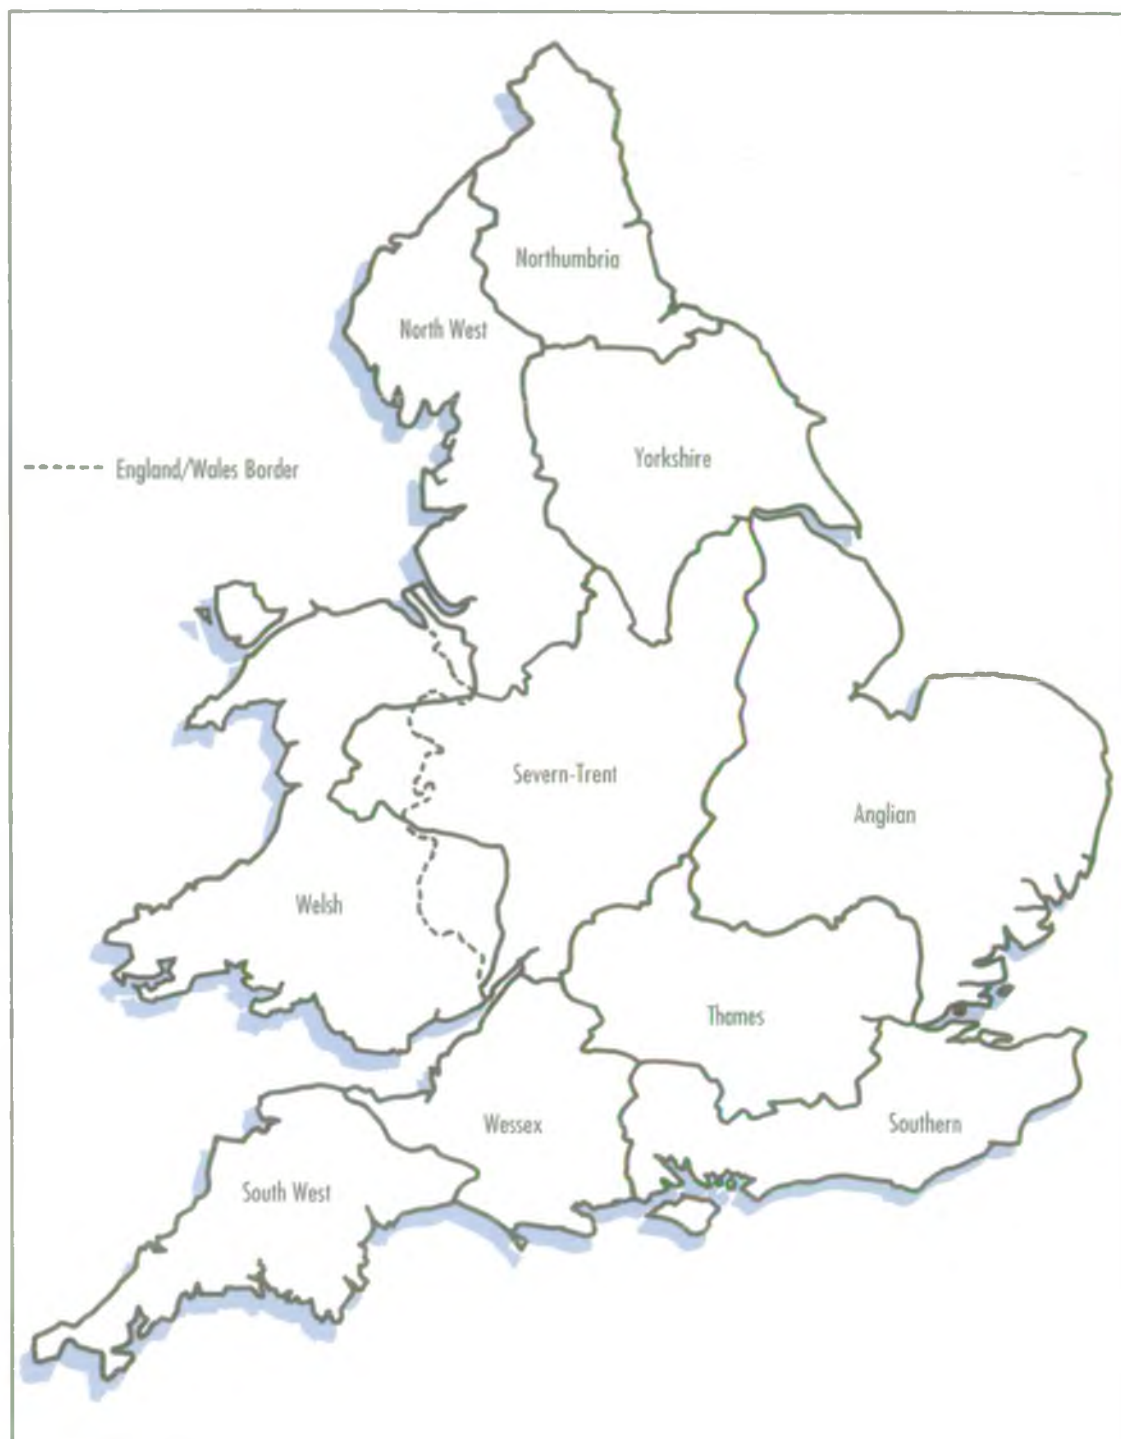 Northumbria
North West
Yorkshire
England/Wales Border
Severn-Trent
Anglian
Welsh
Thames
Wessex
Southern
South West